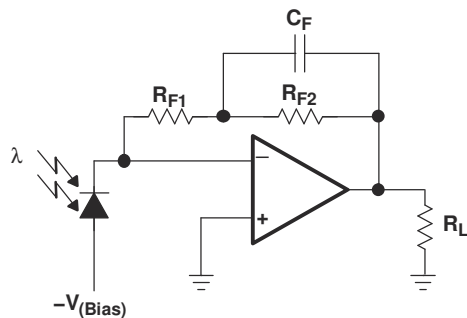 C_F
R_F1
R_F2
λ
−
+
R_L
−V_(Bias)